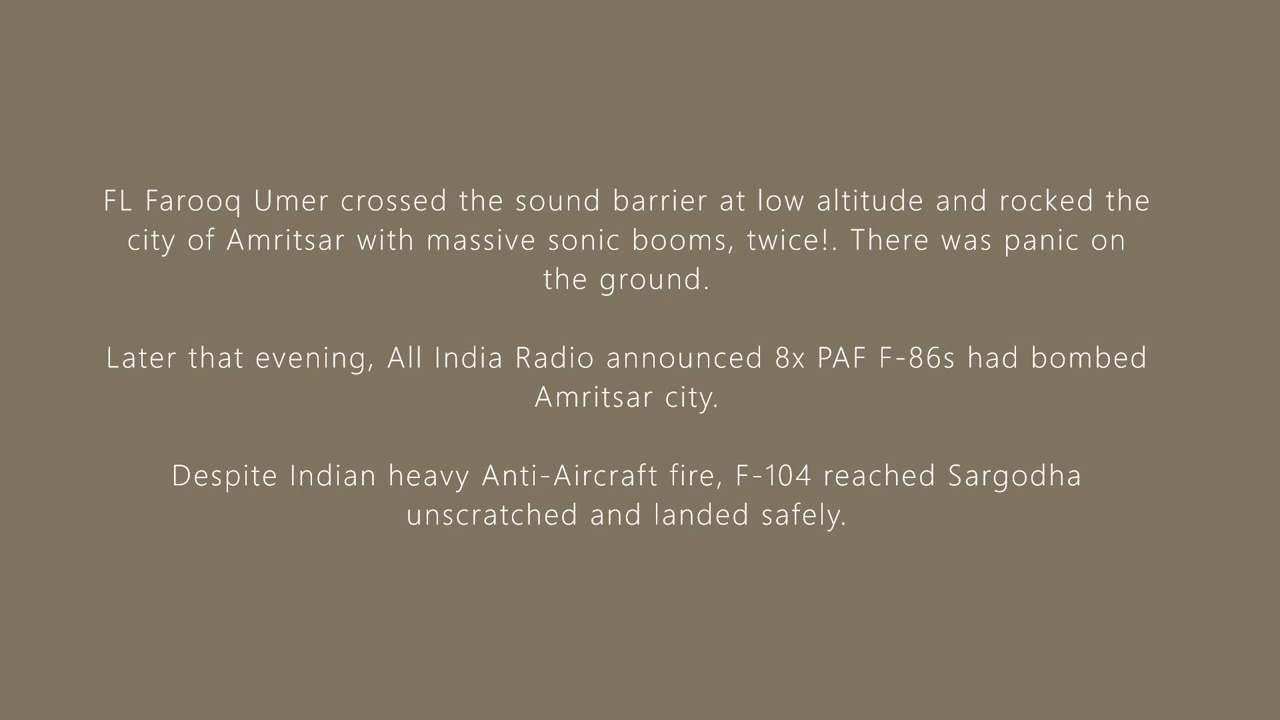 FL Farooq Umer crossed the sound barrier at low altitude and rocked the
city of Amritsar with massive sonic booms, twice!. There was panic on
the ground.
Later that evening, All India Radio announced 8x PAF F-86s had bombed
Amritsar city.
Despite Indian heavy Anti-Aircraft fire, F-104 reached Sargodha
unscratched and landed safely.